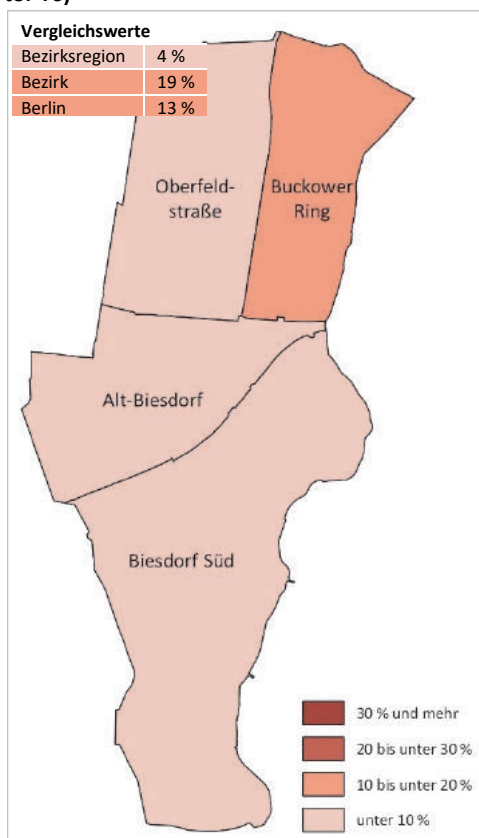 Vergleichswerte
Bezirksregion 4 %
Bezirk 19 %
Berlin 13 %
Oberfeld-
straße
Buckower
Ring
Alt-Biesdorf
Biesdorf Süd
30 % und mehr
20 bis unter 30 %
10 bis unter 20 %
unter 10 %